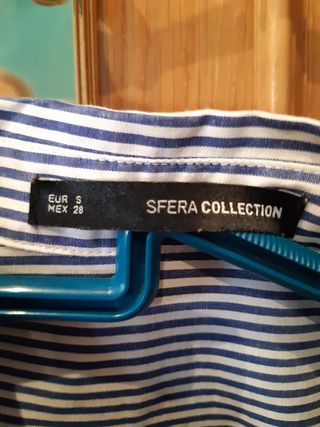 EUR S
MEX 28
SFERA COLLECTION